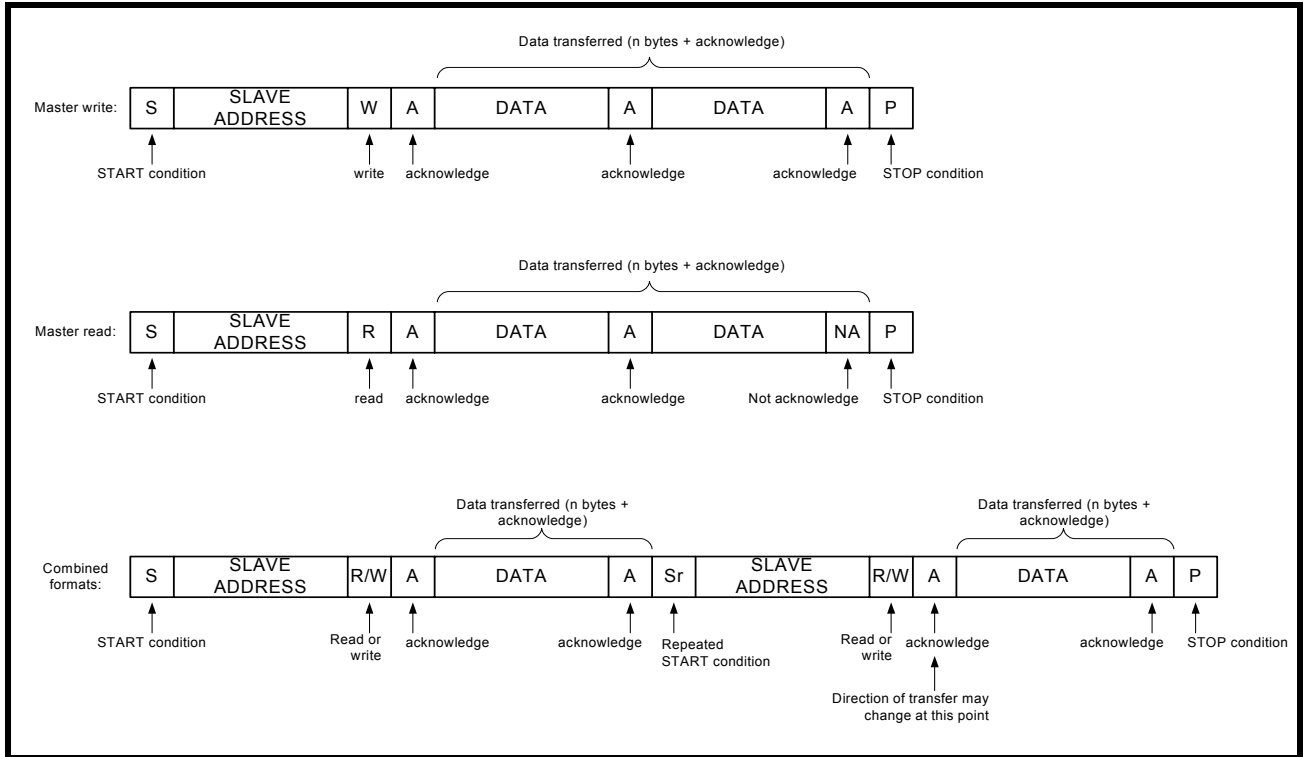 Data transferred (n bytes + acknowledge)
Master write:
S
SLAVE
ADDRESS
W
A
DATA
A
DATA
A
P
START condition
write
acknowledge
acknowledge
acknowledge
STOP condition
Data transferred (n bytes + acknowledge)
Master read:
S
SLAVE
ADDRESS
R
A
DATA
A
DATA
NA
P
START condition
read
acknowledge
acknowledge
Not acknowledge
STOP condition
Data transferred (n bytes +
acknowledge)
Data transferred (n bytes +
acknowledge)
Combined
formats:
S
SLAVE
ADDRESS
R/W
A
DATA
A
Sr
SLAVE
ADDRESS
R/W
A
DATA
A
P
START condition
Read or
write
acknowledge
acknowledge
Repeated
START condition
Read or
write
acknowledge
acknowledge
STOP condition
Direction of transfer may
change at this point